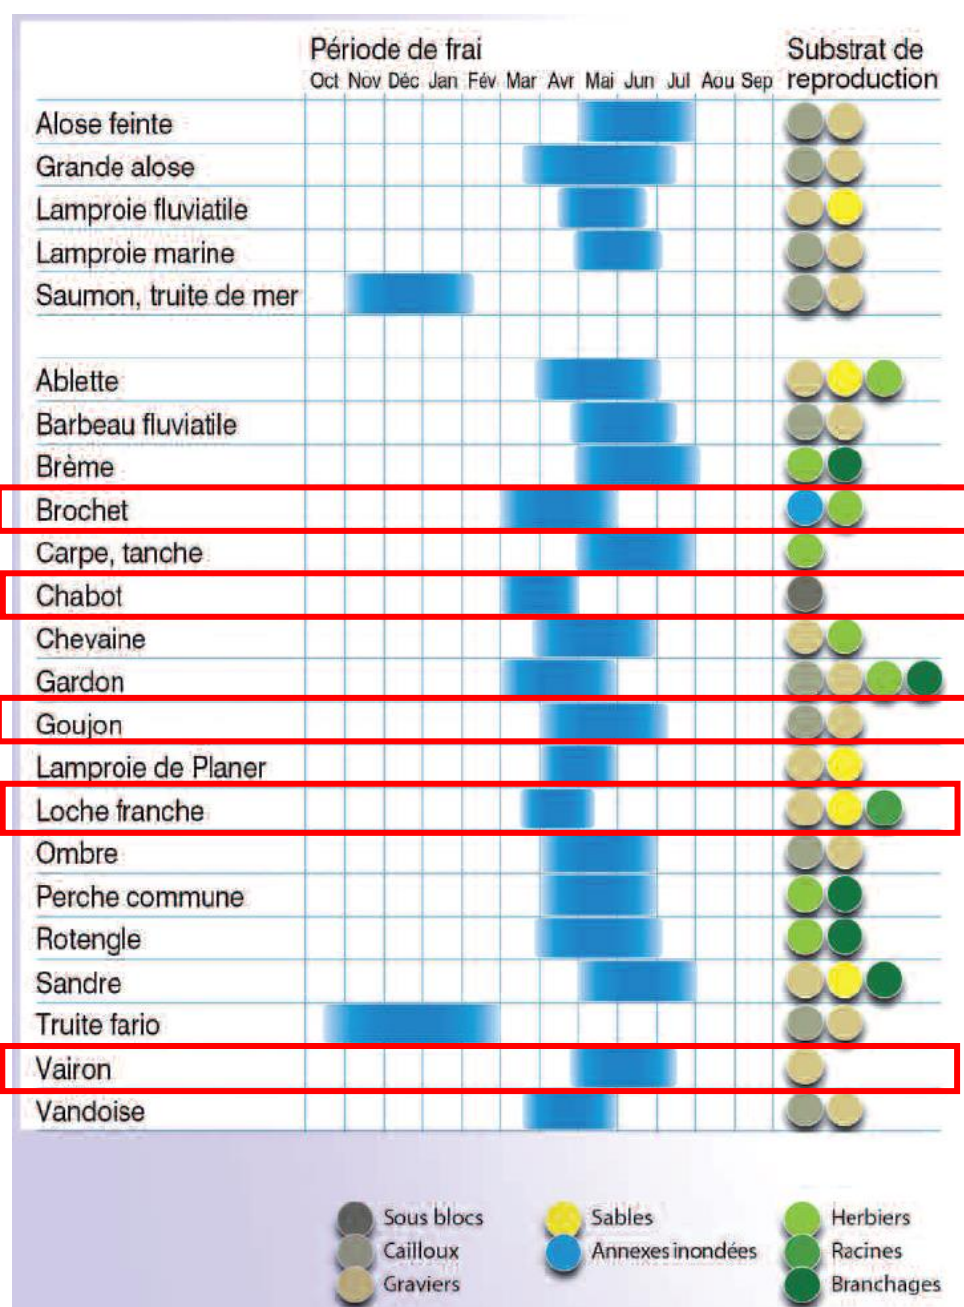 Période de frai
Substrat de
Oct Nov Déc Jan Fév Mar Avr Mai Jun Jul Aou Sep reproduction
Alose feinte
Grande alose
Lamproie fluviatile
Lamproie marine
Saumon, truite de mer
Ablette
Barbeau fluviatile
Brème
Brochet
Carpe, tanche
Chabot
Chevaine
Gardon
Goujon
Lamproie de Planer
Loche franche
Ombre
Perche commune
Rotengle
Sandre
Truite fario
Vairon
Vandoise
Sous blocs
Sables
Herbiers
Cailloux
Annexes inondées
Racines
Graviers
Branchages